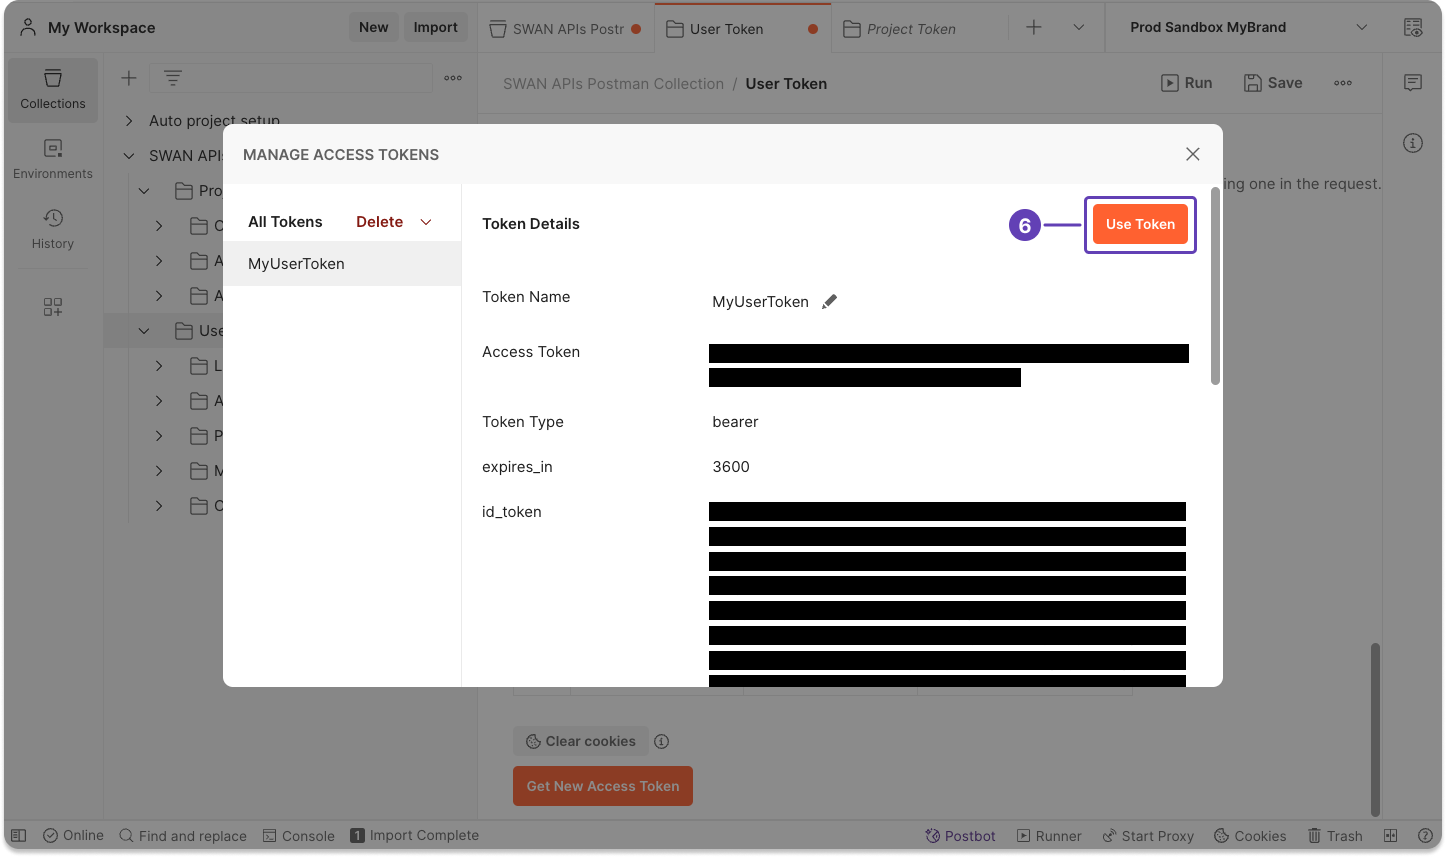 My Workspace
New
Import
SWAN APIs Postr
User Token
Project Token
Prod Sandbox MyBrand
Collections
Environments
History
SWAN APIs Postman Collection / User Token
Run
Save
Auto project setup
SWAN APIs
Pro
C
A
A
Use
L
A
P
M
C
ing one in the request.
MANAGE ACCESS TOKENS
All Tokens
Delete
MyUserToken
Token Details
6
Use Token
Token Name
MyUserToken
Access Token
Token Type
bearer
expires_in
3600
id_token
Clear cookies
Get New Access Token
Online
Find and replace
Console
1
Import Complete
Postbot
Runner
Start Proxy
Cookies
Trash